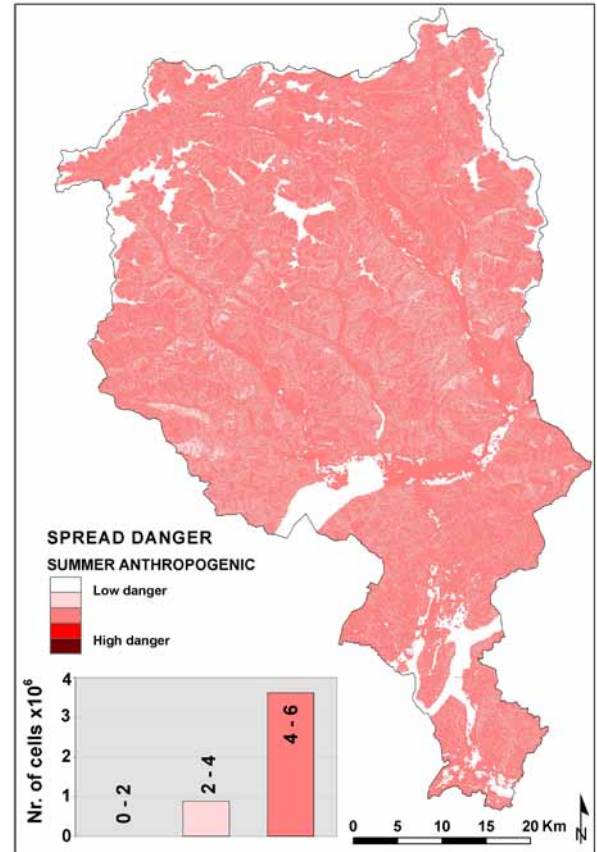 SPREAD DANGER
SUMMER ANTHROPOGENIC
Low danger
High danger
Nr. of cells x10⁶
4
3
2
1
0
0 - 2
2 - 4
4 - 6
0 5 10 15 20 Km
N